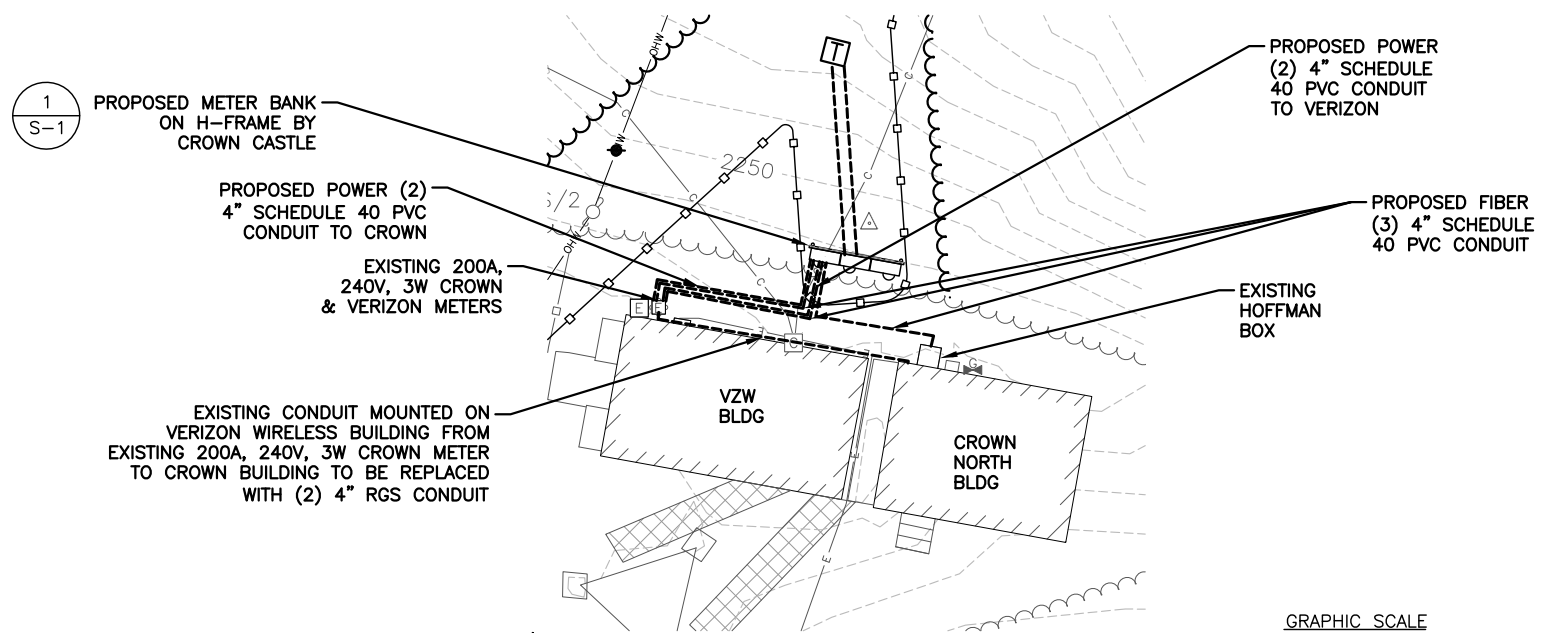 1
S-1
PROPOSED METER BANK
ON H-FRAME BY
CROWN CASTLE
PROPOSED POWER (2)
4" SCHEDULE 40 PVC
CONDUIT TO CROWN
EXISTING 200A,
240V, 3W CROWN
& VERIZON METERS
EXISTING CONDUIT MOUNTED ON
VERIZON WIRELESS BUILDING FROM
EXISTING 200A, 240V, 3W CROWN METER
TO CROWN BUILDING TO BE REPLACED
WITH (2) 4" RGS CONDUIT
OHW
T
C
2250
OHW
C
C
C
C
E
E
G
G
E
E
VZW
BLDG
CROWN
NORTH
BLDG
PROPOSED POWER
(2) 4" SCHEDULE
40 PVC CONDUIT
TO VERIZON
PROPOSED FIBER
(3) 4" SCHEDULE
40 PVC CONDUIT
EXISTING
HOFFMAN
BOX
GRAPHIC SCALE